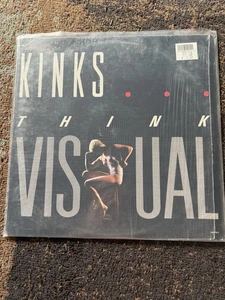 KINKS . . .
THINK
VISUAL